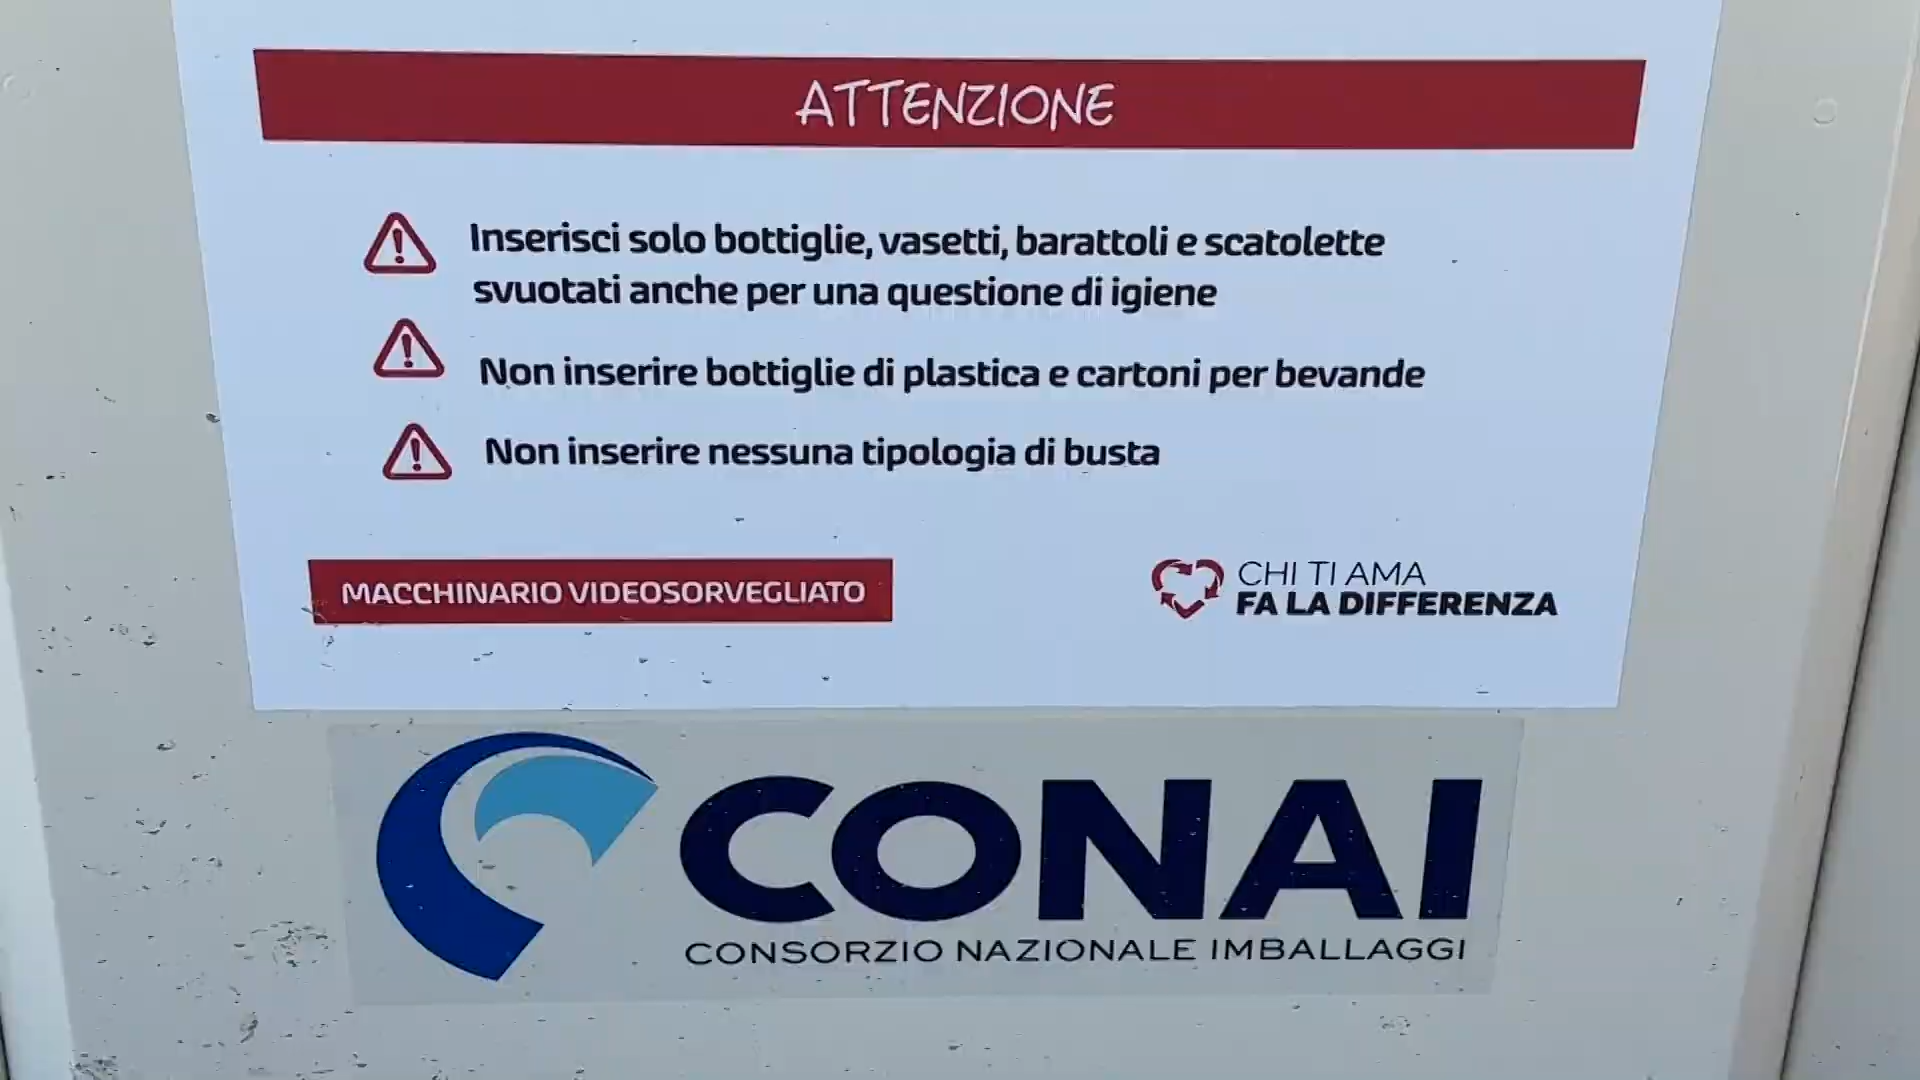 ATTENZIONE
Inserisci solo bottiglie, vasetti, barattoli e scatolette
svuotati anche per una questione di igiene
Non inserire bottiglie di plastica e cartoni per bevande
Non inserire nessuna tipologia di busta
MACCHINARIO VIDEOSORVEGLIATO
CHI TI AMA
FA LA DIFFERENZA
CONAI
CONSORZIO NAZIONALE IMBALLAGGI